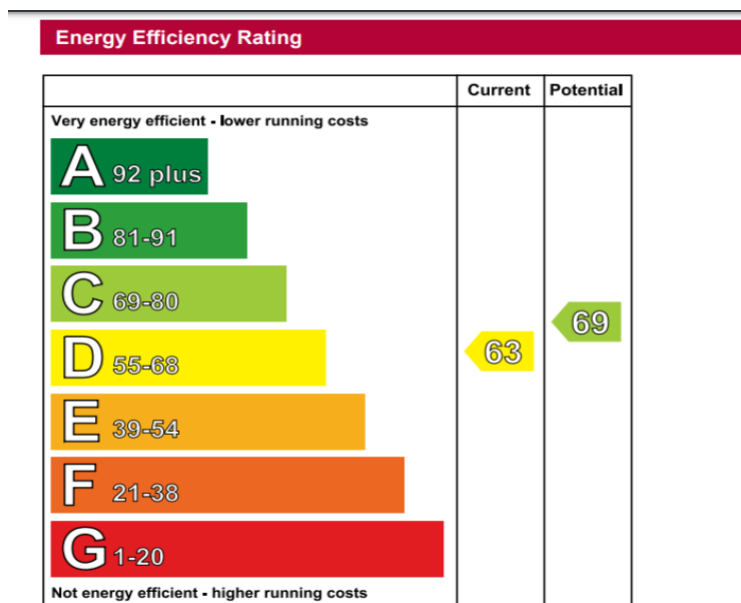 Energy Efficiency Rating
Current Potential
Very energy efficient - lower running costs
A 92 plus
B 81-91
C 69-80
69
D 55-68
63
E 39-54
F 21-38
G 1-20
Not energy efficient - higher running costs